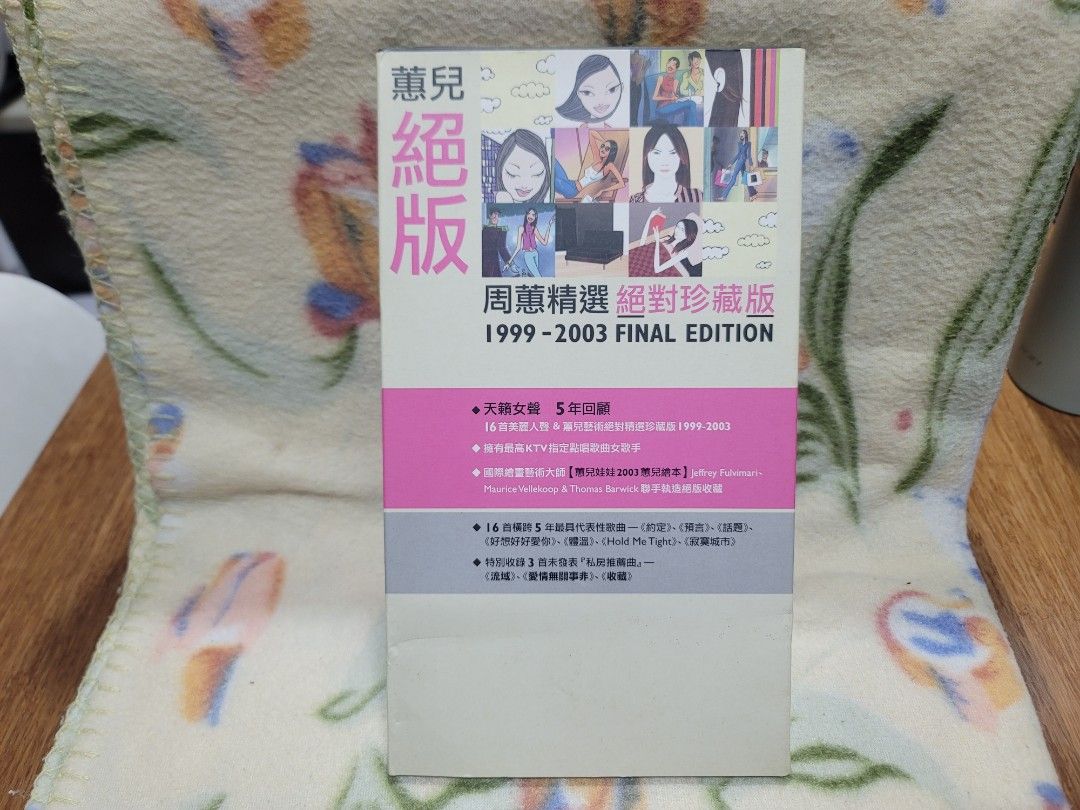 蕙兒
絕版
周蕙精選 絕對珍藏版
1999-2003 FINAL EDITION
◆天籟女聲 5年回顧
16首美麗人聲 & 蕙兒藝術絕對精選珍藏版1999-2003
◆擁有最高KTV指定點唱歌曲女歌手
◆國際繪畫藝術大師【蕙兒娃娃2003蕙兒繪本】Jeffrey Fulvimari、
Maurice Vellekoop & Thomas Barwick 聯手執造絕版收藏
◆16首橫跨5年最具代表性歌曲—《約定》、《預言》、《話題》、
《好想好好愛你》、《體溫》、《Hold Me Tight》、《寂寞城市》
◆特別收錄3首未發表『私房推薦曲』—
《流域》、《愛情無關事非》、《收藏》